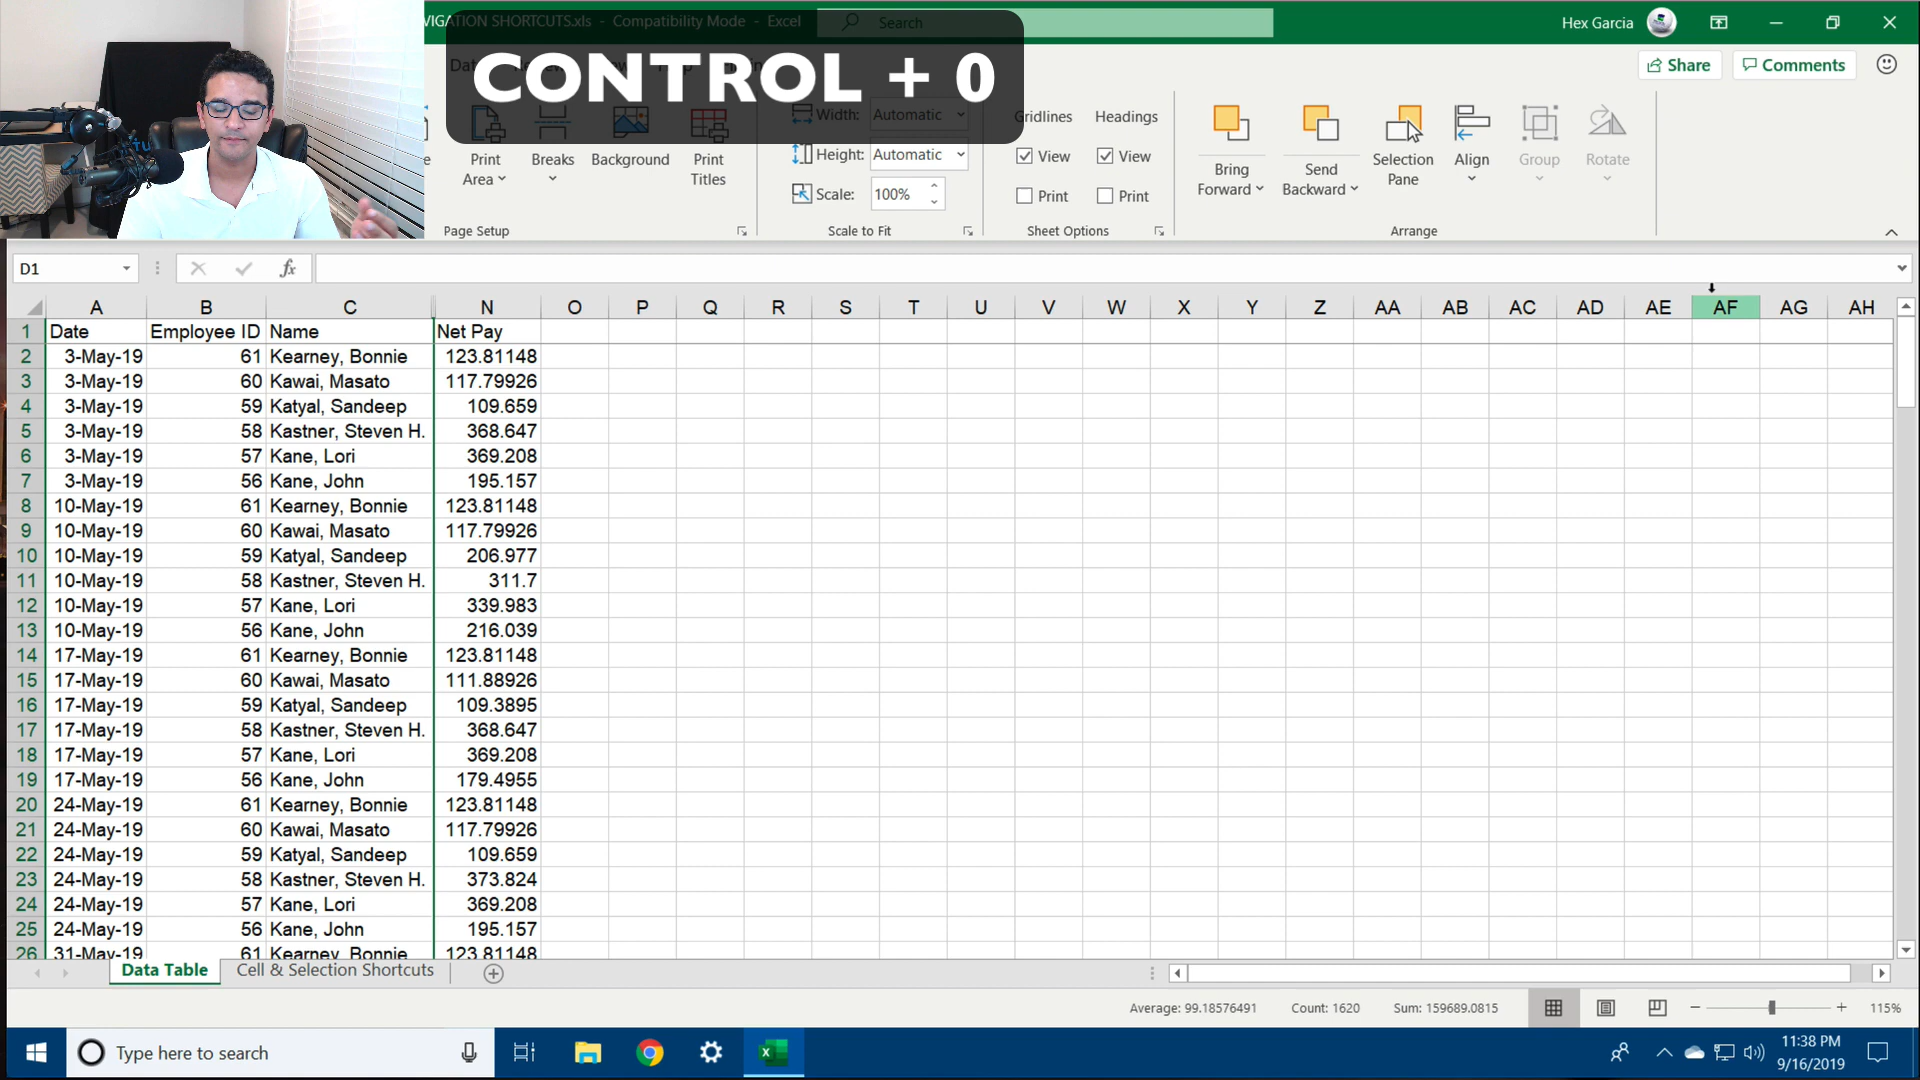 VIGATION SHORTCUTS.xls - Compatibility Mode - Excel
Search
Hex Garcia
CONTROL + 0
Share
Comments
Print Area
Breaks
Background
Print Titles
Width: Automatic
Height: Automatic
Scale: 100%
Gridlines
Headings
View
View
Print
Print
Bring Forward
Send Backward
Selection Pane
Align
Group
Rotate
Page Setup
Scale to Fit
Sheet Options
Arrange
D1
fx
A B C N O P Q R S T U V W X Y Z AA AB AC AD AE AF AG AH
1 Date Employee ID Name Net Pay
2 3-May-19 61 Kearney, Bonnie 123.81148
3 3-May-19 60 Kawai, Masato 117.79926
4 3-May-19 59 Katyal, Sandeep 109.659
5 3-May-19 58 Kastner, Steven H. 368.647
6 3-May-19 57 Kane, Lori 369.208
7 3-May-19 56 Kane, John 195.157
8 10-May-19 61 Kearney, Bonnie 123.81148
9 10-May-19 60 Kawai, Masato 117.79926
10 10-May-19 59 Katyal, Sandeep 206.977
11 10-May-19 58 Kastner, Steven H. 311.7
12 10-May-19 57 Kane, Lori 339.983
13 10-May-19 56 Kane, John 216.039
14 17-May-19 61 Kearney, Bonnie 123.81148
15 17-May-19 60 Kawai, Masato 111.88926
16 17-May-19 59 Katyal, Sandeep 109.3895
17 17-May-19 58 Kastner, Steven H. 368.647
18 17-May-19 57 Kane, Lori 369.208
19 17-May-19 56 Kane, John 179.4955
20 24-May-19 61 Kearney, Bonnie 123.81148
21 24-May-19 60 Kawai, Masato 117.79926
22 24-May-19 59 Katyal, Sandeep 109.659
23 24-May-19 58 Kastner, Steven H. 373.824
24 24-May-19 57 Kane, Lori 369.208
25 24-May-19 56 Kane, John 195.157
26 31-May-19 61 Kearney, Bonnie 123.81148
Data Table
Cell & Selection Shortcuts
Average: 99.18576491 Count: 1620 Sum: 159689.0815
115%
Type here to search
11:38 PM
9/16/2019